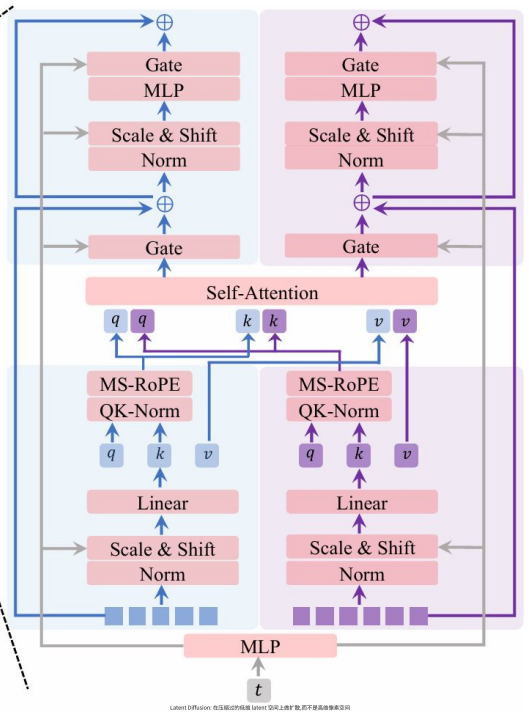 Gate
Gate
MLP
MLP
Scale & Shift
Scale & Shift
Norm
Norm
Gate
Gate
Self-Attention
q q k k v v
MS-RoPE
MS-RoPE
QK-Norm
QK-Norm
q k v
q k v
Linear
Linear
Scale & Shift
Scale & Shift
Norm
Norm
MLP
t
Latent Diffusion: 在压缩过的低维 latent 空间上做扩散,而不是高维像素空间